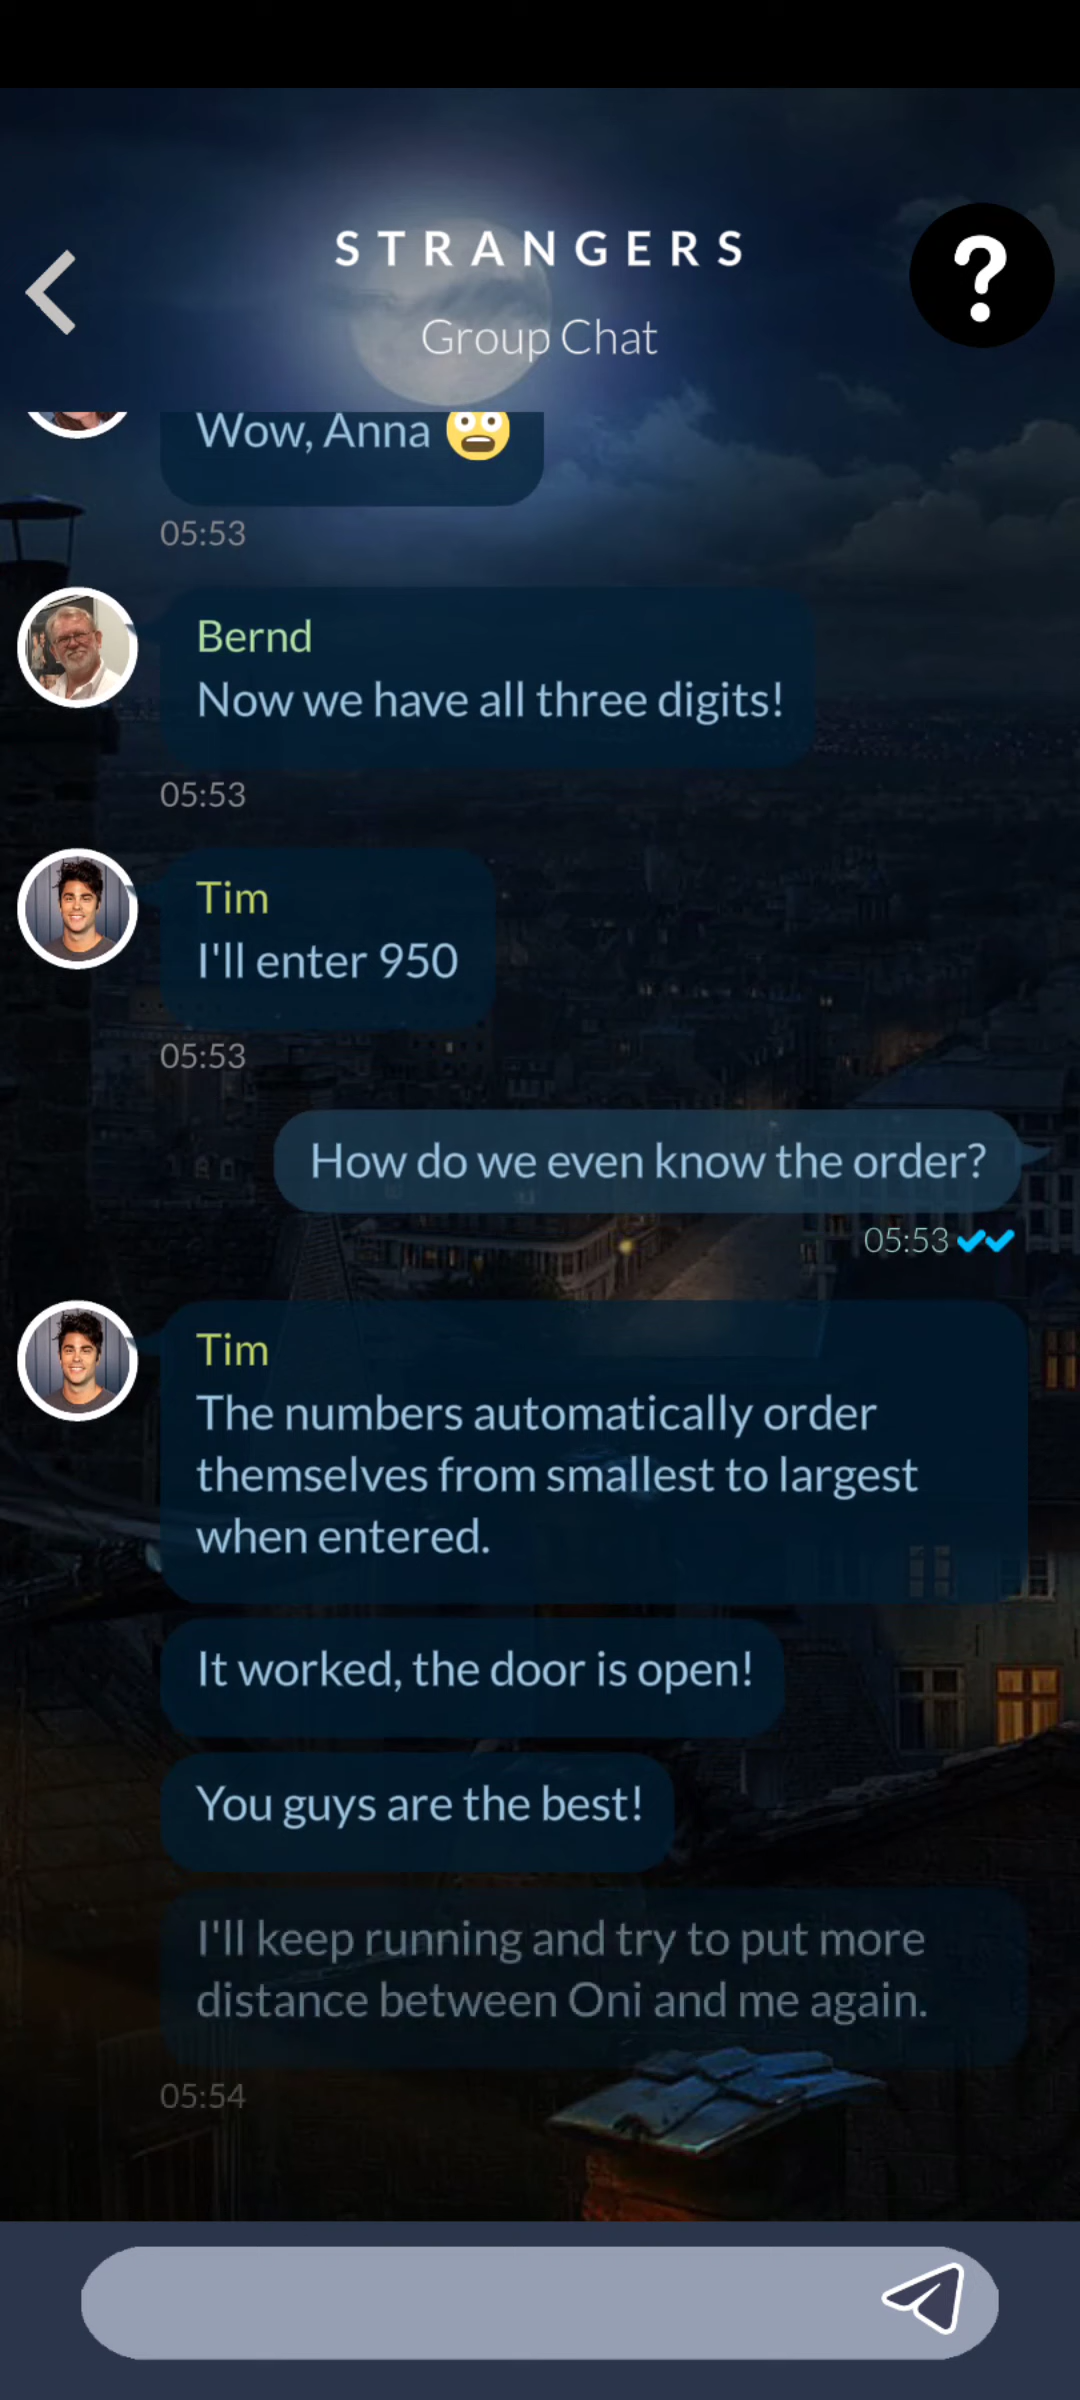 STRANGERS
Group Chat
Wow, Anna
05:53
Bernd
Now we have all three digits!
05:53
Tim
I'll enter 950
05:53
How do we even know the order?
05:53
Tim
The numbers automatically order
themselves from smallest to largest
when entered.
It worked, the door is open!
You guys are the best!
I'll keep running and try to put more
distance between Oni and me again.
05:54